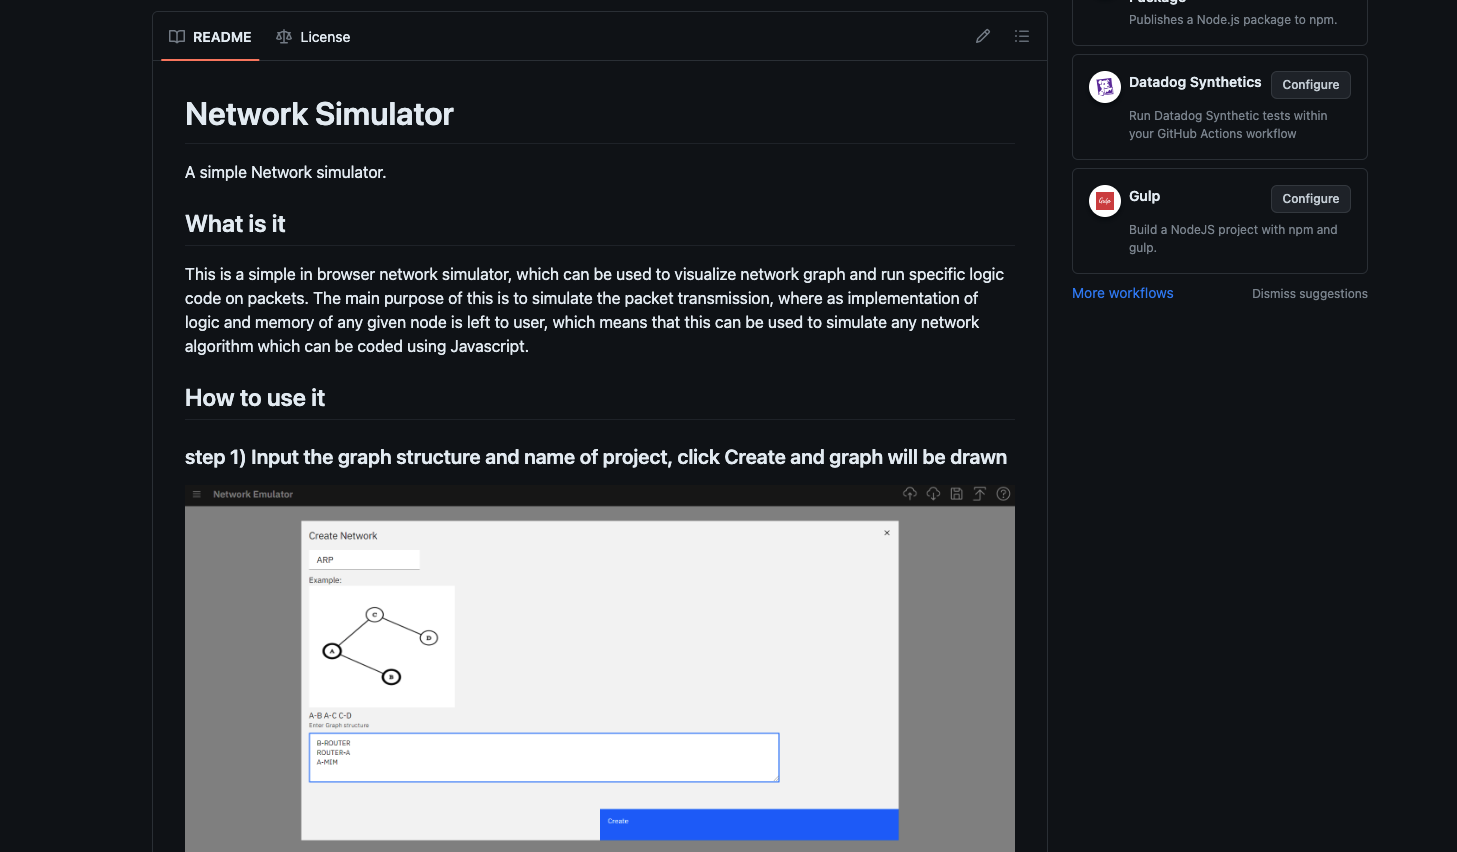 README
License
Network Simulator
A simple Network simulator.
What is it
This is a simple in browser network simulator, which can be used to visualize network graph and run specific logic
code on packets. The main purpose of this is to simulate the packet transmission, where as implementation of
logic and memory of any given node is left to user, which means that this can be used to simulate any network
algorithm which can be coded using Javascript.
How to use it
step 1) Input the graph structure and name of project, click Create and graph will be drawn
Network Emulator
Create Network
×
ARP
Example:
C
D
A
B
A-B A-C C-D
Enter Graph structure
B-ROUTER
ROUTER-A
A-MEM
Create
Package
Publishes a Node.js package to npm.
Datadog Synthetics
Configure
Run Datadog Synthetic tests within
your GitHub Actions workflow
Gulp
Gulp
Configure
Build a NodeJS project with npm and
gulp.
More workflows
Dismiss suggestions